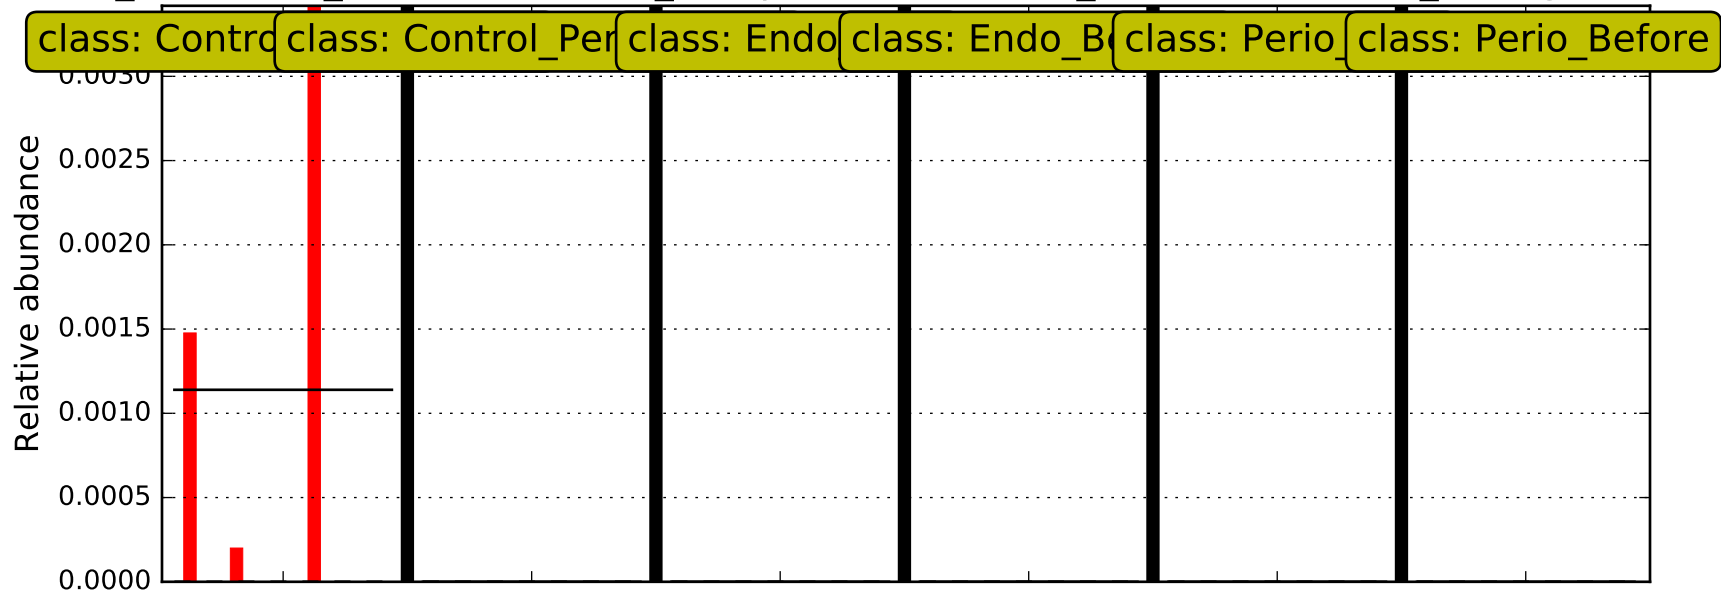 class: Contro
class: Control_Per
class: Endo
class: Endo_Be
class: Perio_
class: Perio_Before
0.0030
0.0025
0.0020
0.0015
0.0010
0.0005
0.0000
Relative abundance